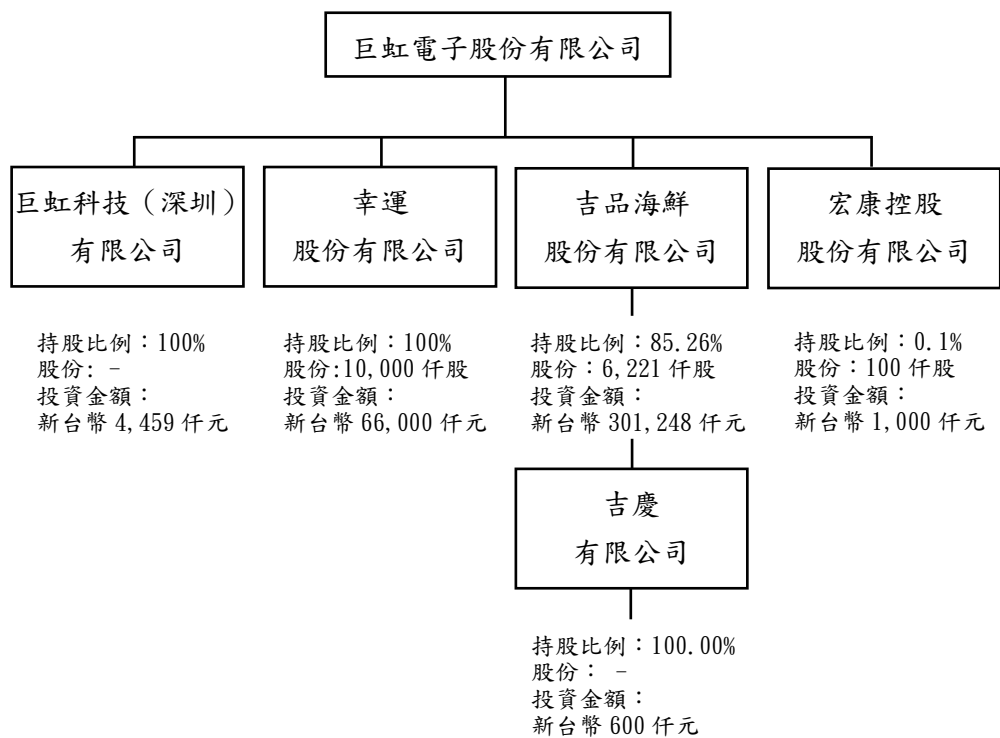 巨虹電子股份有限公司
巨虹科技（深圳）
有限公司
幸運
股份有限公司
吉品海鮮
股份有限公司
宏康控股
股份有限公司
持股比例：100%
股份: -
投資金額：
新台幣 4,459 仟元
持股比例：100%
股份:10,000 仟股
投資金額：
新台幣 66,000 仟元
持股比例：85.26%
股份：6,221 仟股
投資金額：
新台幣 301,248 仟元
持股比例：0.1%
股份：100 仟股
投資金額：
新台幣 1,000 仟元
吉慶
有限公司
持股比例：100.00%
股份： -
投資金額：
新台幣 600 仟元